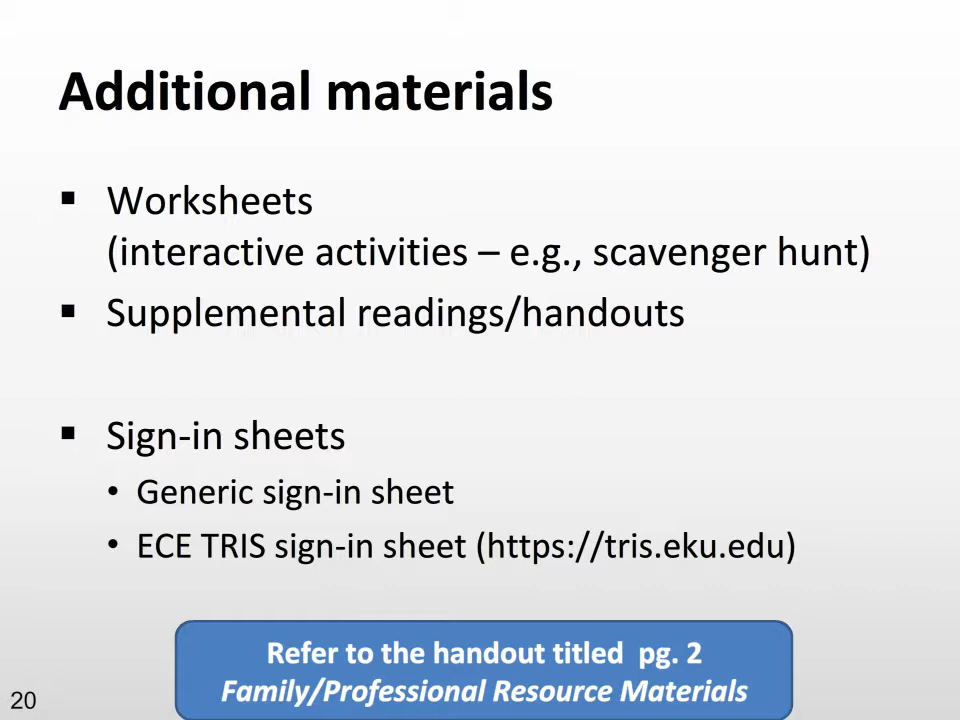 Additional materials
▪ Worksheets
(interactive activities – e.g., scavenger hunt)
▪ Supplemental readings/handouts
▪ Sign-in sheets
• Generic sign-in sheet
• ECE TRIS sign-in sheet (https://tris.eku.edu)
Refer to the handout titled  pg. 2
Family/Professional Resource Materials
20